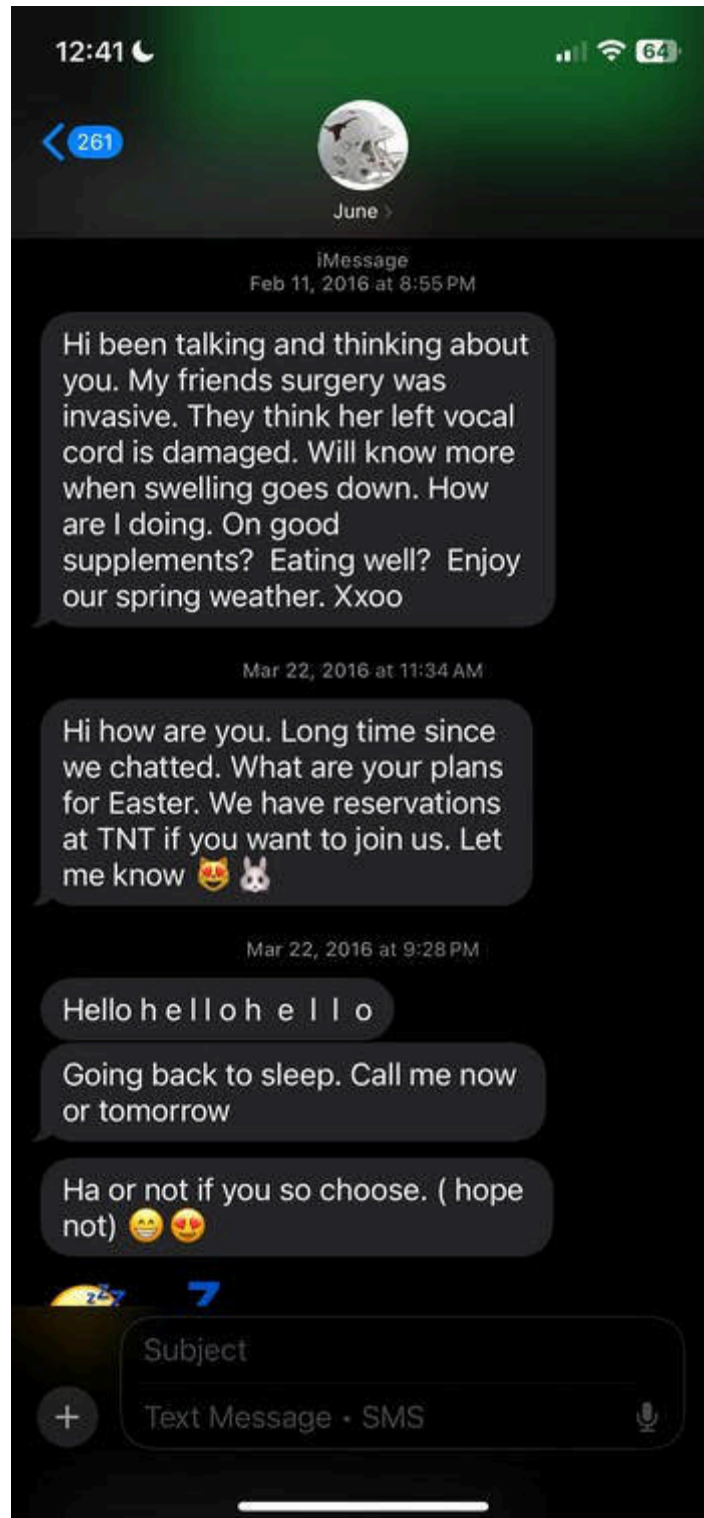 12:41
64
261
June
iMessage
Feb 11, 2016 at 8:55 PM
Hi been talking and thinking about
you. My friends surgery was
invasive. They think her left vocal
cord is damaged. Will know more
when swelling goes down. How
are I doing. On good
supplements?  Eating well?  Enjoy
our spring weather. Xxoo
Mar 22, 2016 at 11:34 AM
Hi how are you. Long time since
we chatted. What are your plans
for Easter. We have reservations
at TNT if you want to join us. Let
me know 😻 🐰
Mar 22, 2016 at 9:28 PM
Hello h e l l o h  e  l  l  o
Going back to sleep. Call me now
or tomorrow
Ha or not if you so choose. ( hope
not) 😁 😍
Subject
Text Message • SMS